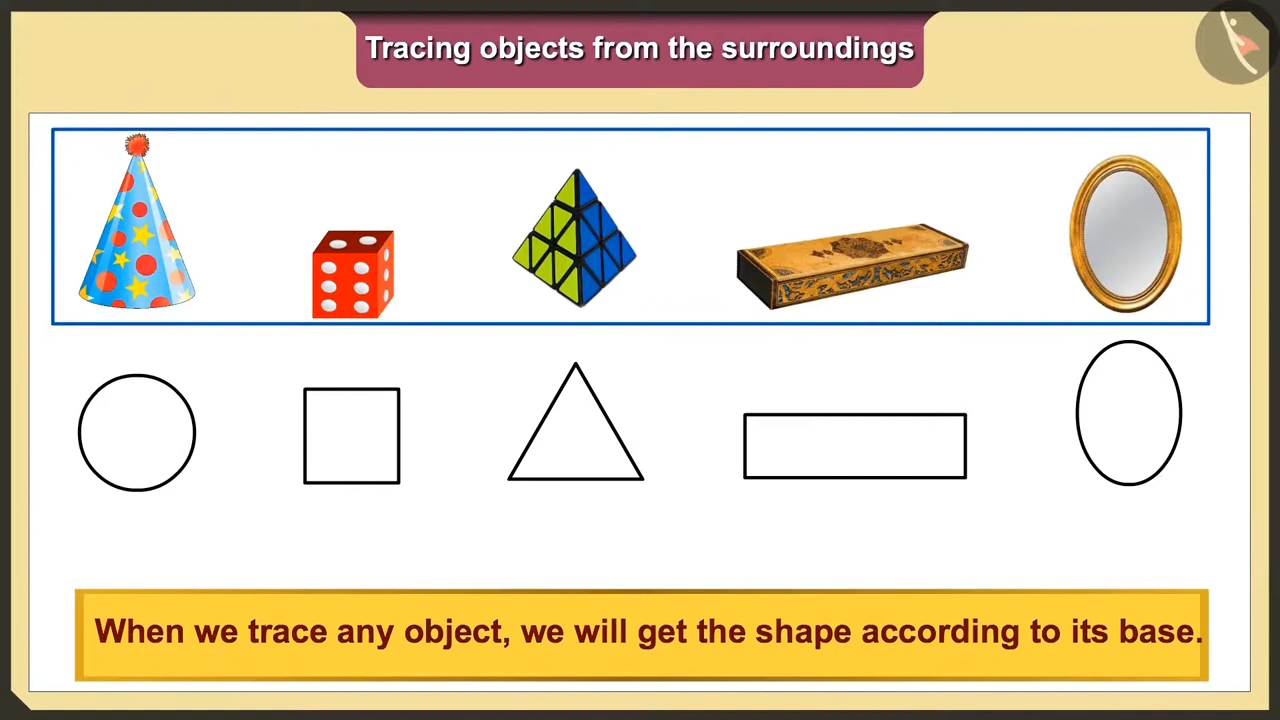 Tracing objects from the surroundings
When we trace any object, we will get the shape according to its base.